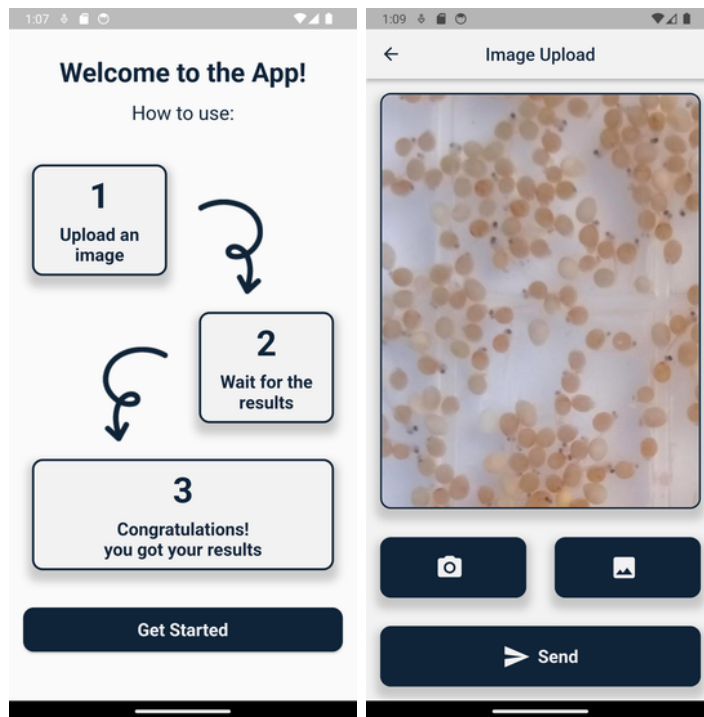 1:07
Welcome to the App!
How to use:
1
Upload an
image
2
Wait for the
results
3
Congratulations!
you got your results
Get Started
1:09
Image Upload
Send